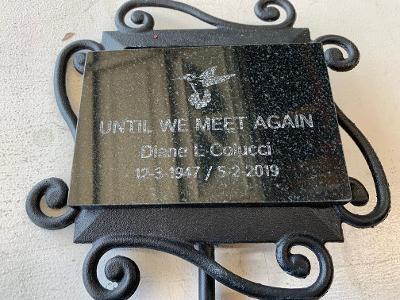 UNTIL WE MEET AGAIN
Diane L Colucci
12-3-1947 / 5-2-2019